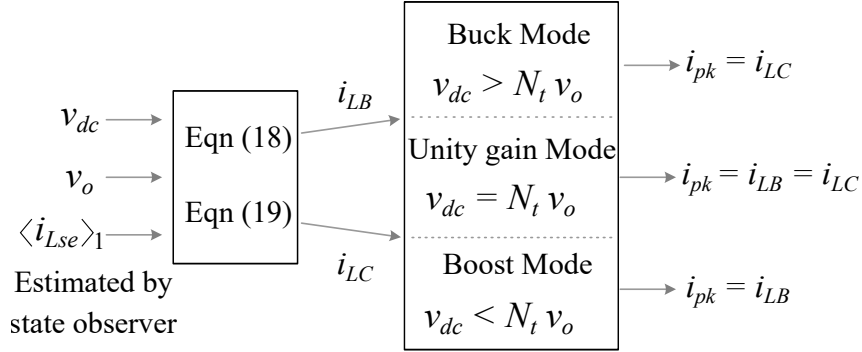 v_dc
v_o
⟨i_Lse⟩_1
Estimated by
state observer
Eqn (18)
Eqn (19)
i_LB
i_LC
Buck Mode
v_dc > N_t v_o
Unity gain Mode
v_dc = N_t v_o
Boost Mode
v_dc < N_t v_o
i_pk = i_LC
i_pk = i_LB = i_LC
i_pk = i_LB